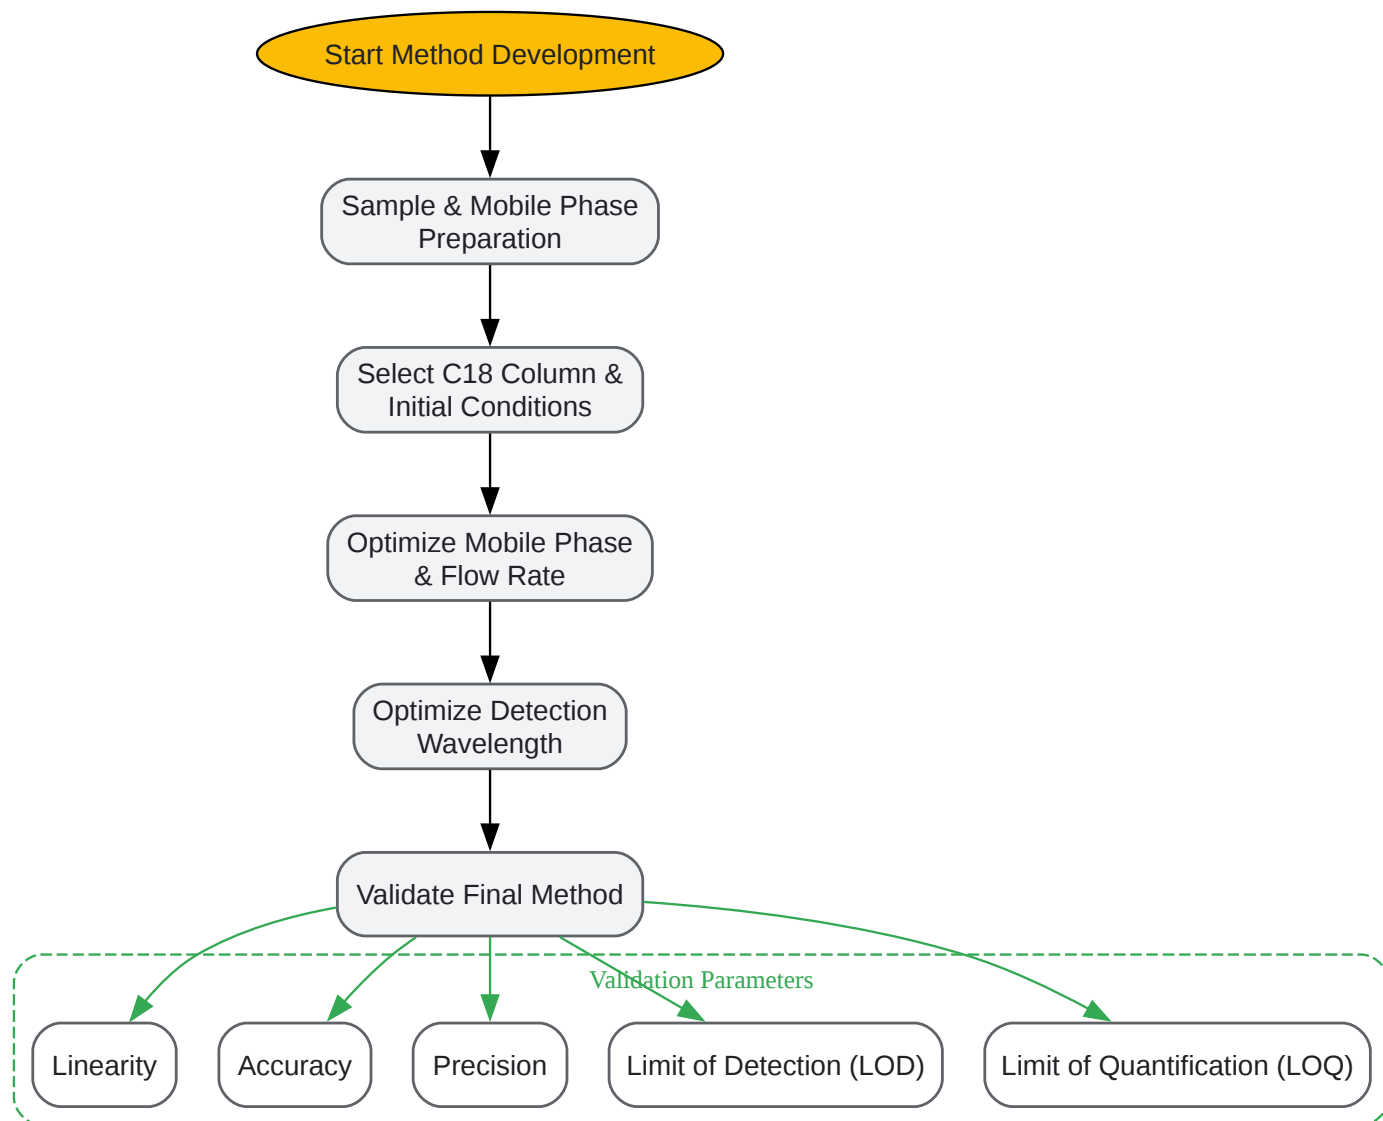 Start Method Development
Sample & Mobile Phase
Preparation
Select C18 Column &
Initial Conditions
Optimize Mobile Phase
& Flow Rate
Optimize Detection
Wavelength
Validate Final Method
Validation Parameters
Linearity
Accuracy
Precision
Limit of Detection (LOD)
Limit of Quantification (LOQ)